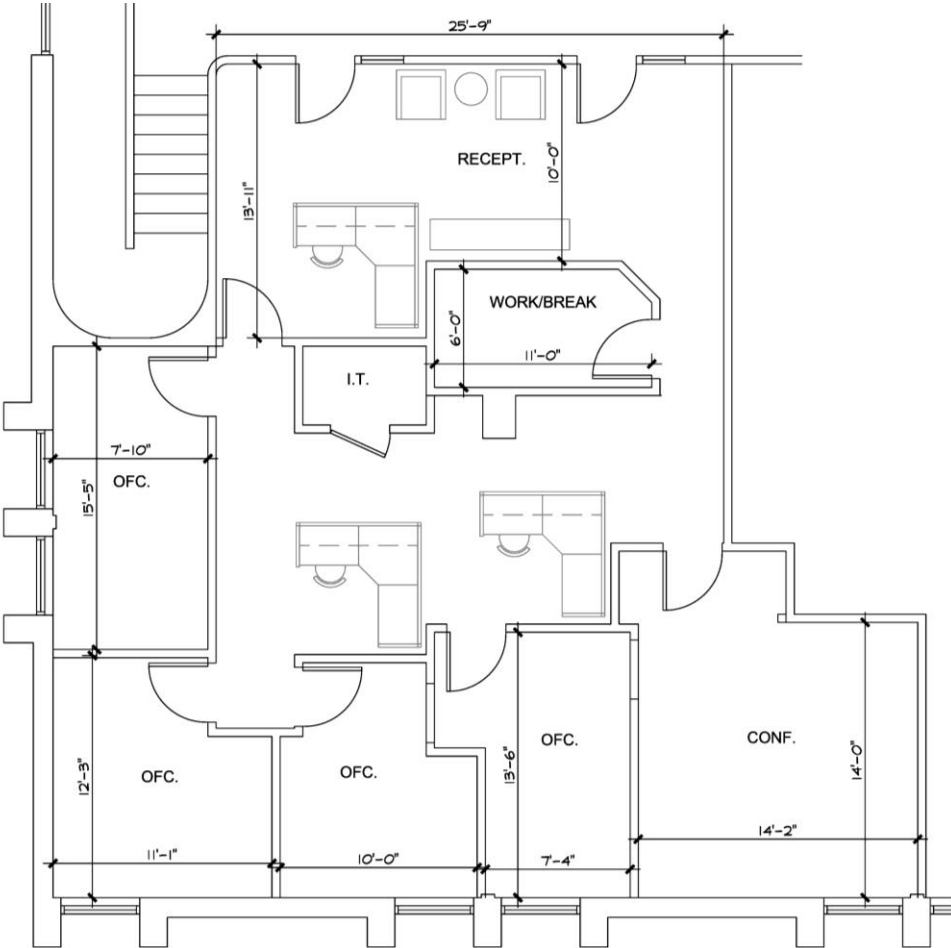 25'-9"
RECEPT.
10'-0"
13'-11"
WORK/BREAK
6'-0"
11'-0"
I.T.
7'-10"
OFC.
15'-5"
OFC.
CONF.
OFC.
OFC.
12'-3"
13'-6"
14'-0"
14'-2"
11'-1"
10'-0"
7'-4"